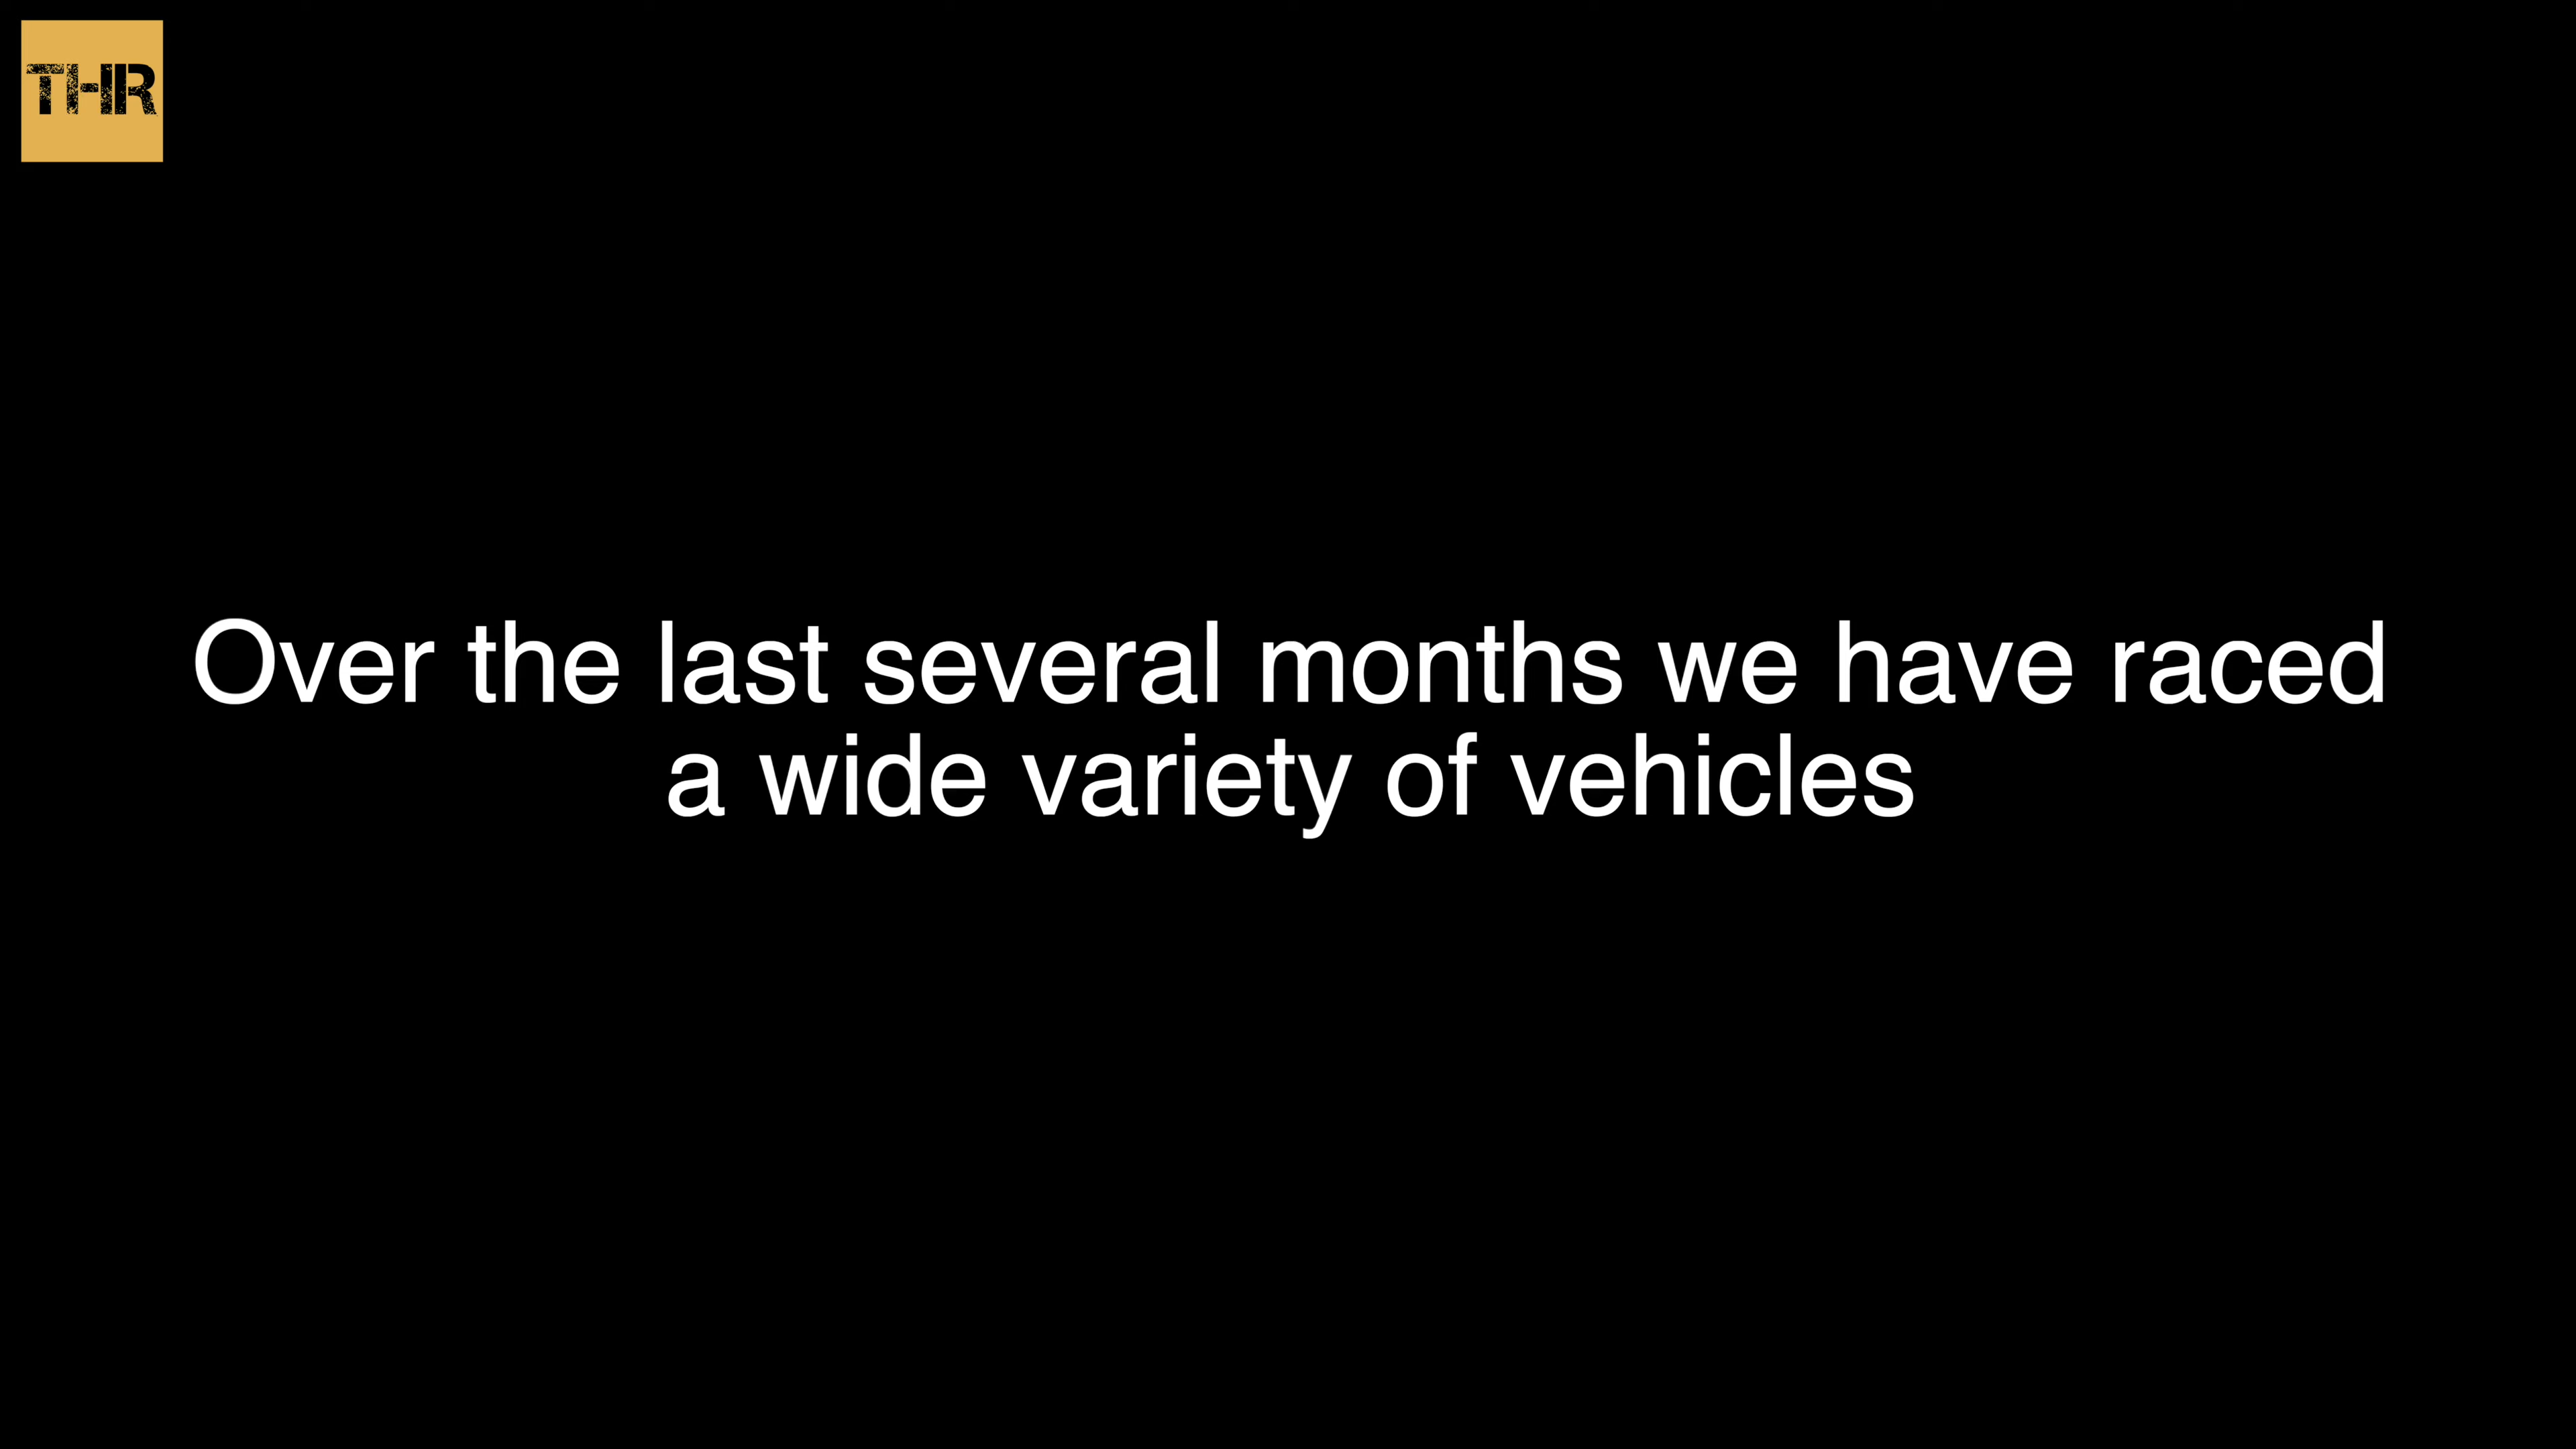 THR
Over the last several months we have raced
a wide variety of vehicles